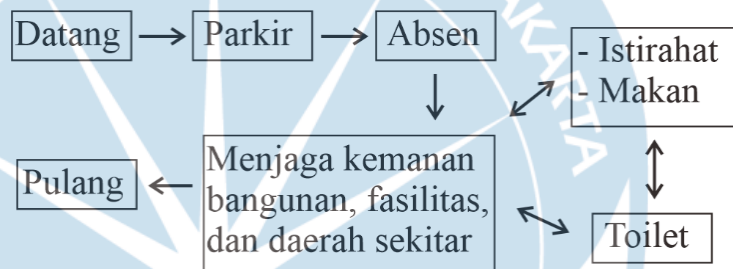 Datang
Parkir
Absen
- Istirahat
- Makan
Menjaga kemanan
bangunan, fasilitas,
dan daerah sekitar
Pulang
Toilet